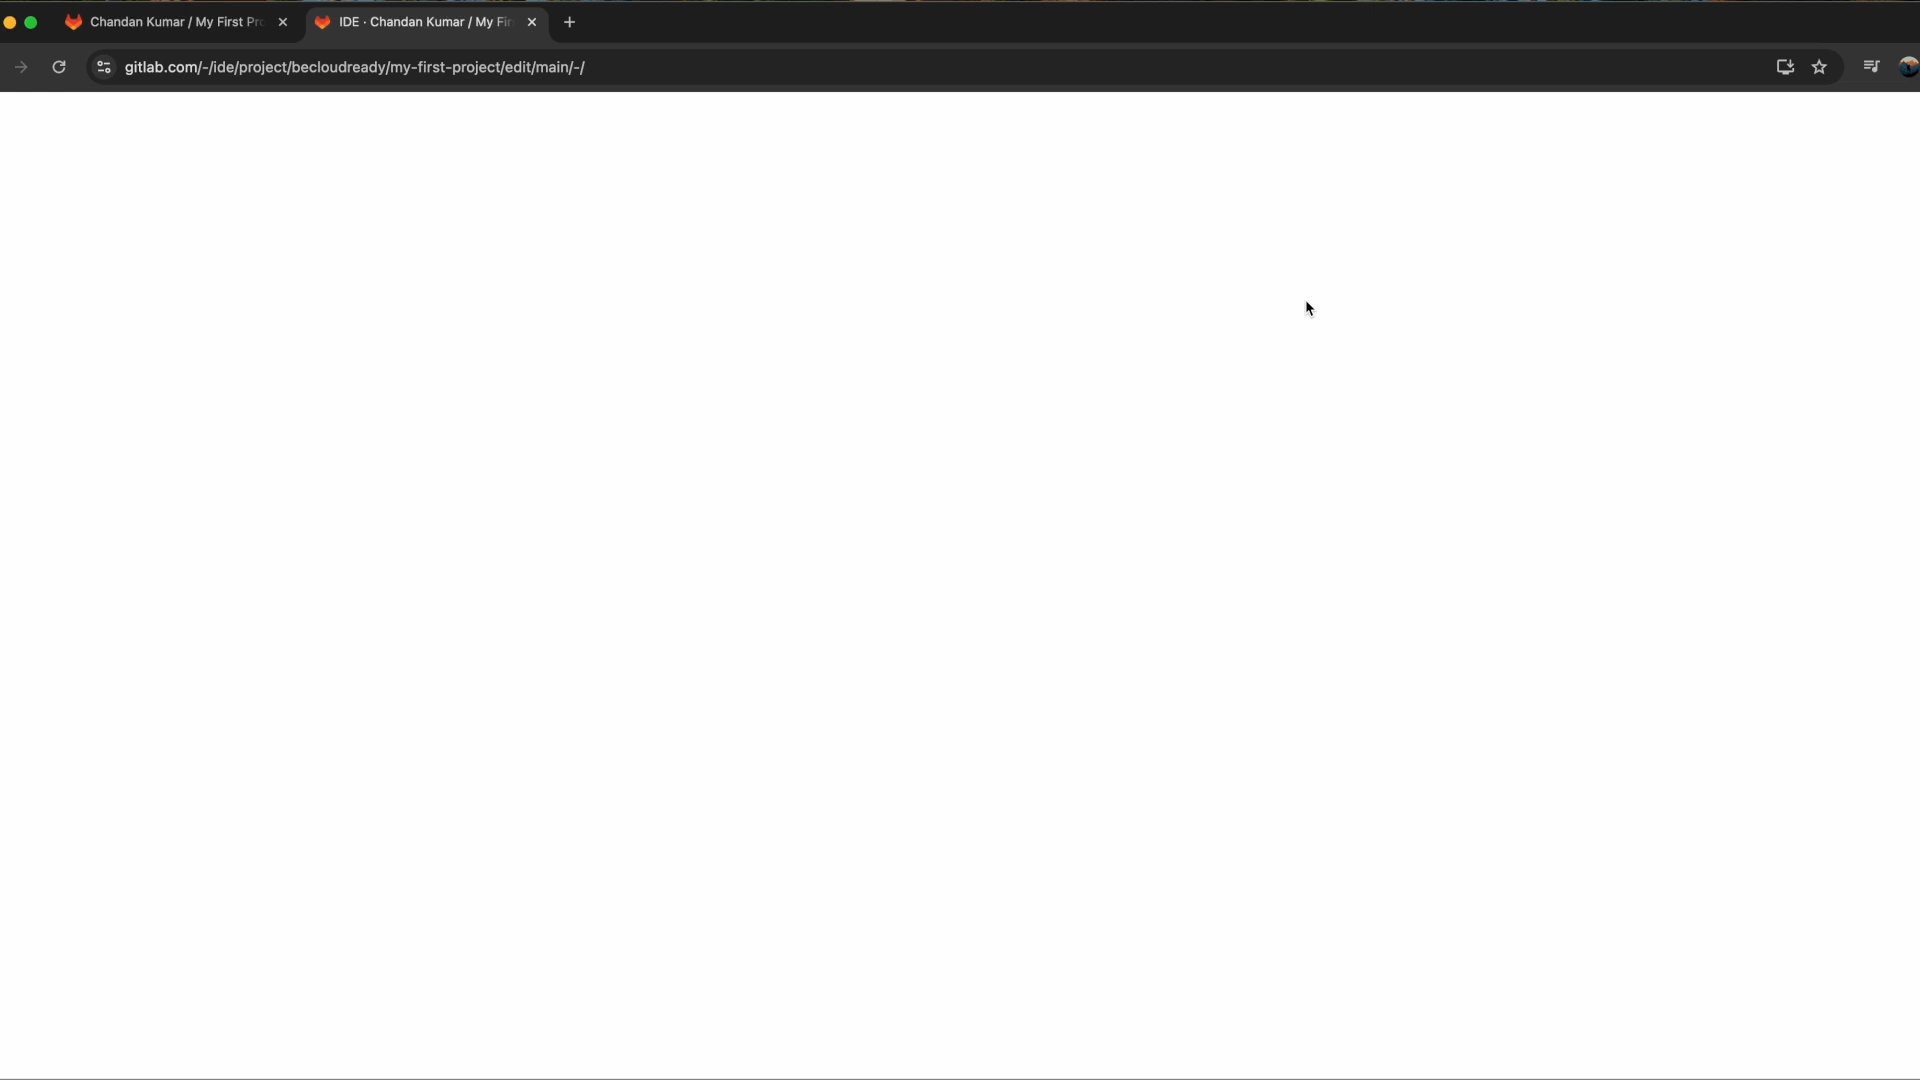 Chandan Kumar / My First Pr
IDE · Chandan Kumar / My Fir
gitlab.com/-/ide/project/becloudready/my-first-project/edit/main/-/